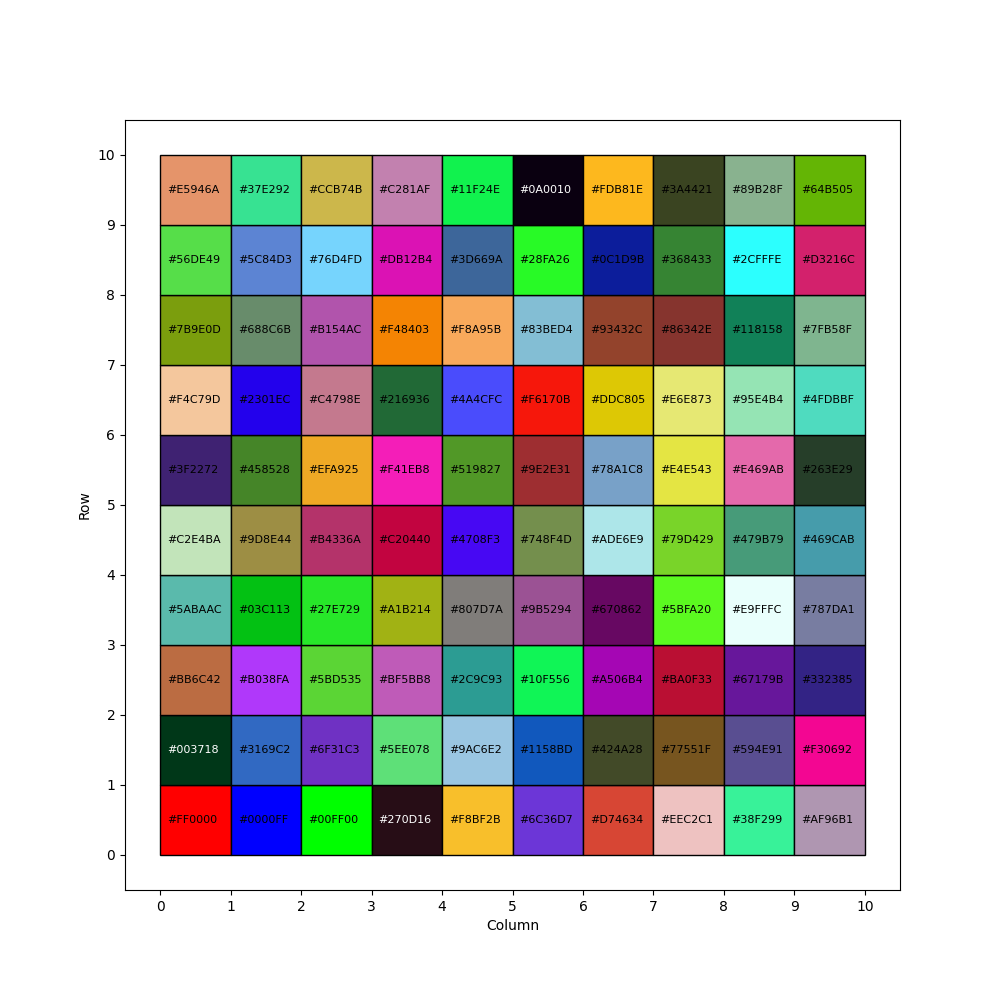 10
#E5946A #37E292 #CCB74B #C281AF #11F24E #0A0010 #FDB81E #3A4421 #89B28F #64B505
9
#56DE49 #5C84D3 #76D4FD #DB12B4 #3D669A #28FA26 #0C1D9B #368433 #2CFFFE #D3216C
8
#7B9E0D #688C6B #B154AC #F48403 #F8A95B #83BED4 #93432C #86342E #118158 #7FB58F
7
#F4C79D #2301EC #C4798E #216936 #4A4CFC #F6170B #DDC805 #E6E873 #95E4B4 #4FDBBF
6
#3F2272 #458528 #EFA925 #F41EB8 #519827 #9E2E31 #78A1C8 #E4E543 #E469AB #263E29
5
Row
#C2E4BA #9D8E44 #B4336A #C20440 #4708F3 #748F4D #ADE6E9 #79D429 #479B79 #469CAB
4
#5ABAAC #03C113 #27E729 #A1B214 #807D7A #9B5294 #670862 #5BFA20 #E9FFFC #787DA1
3
#BB6C42 #B038FA #5BD535 #BF5BB8 #2C9C93 #10F556 #A506B4 #BA0F33 #67179B #332385
2
#003718 #3169C2 #6F31C3 #5EE078 #9AC6E2 #1158BD #424A28 #77551F #594E91 #F30692
1
#FF0000 #0000FF #00FF00 #270D16 #F8BF2B #6C36D7 #D74634 #EEC2C1 #38F299 #AF96B1
0
0 1 2 3 4 5 6 7 8 9 10
Column